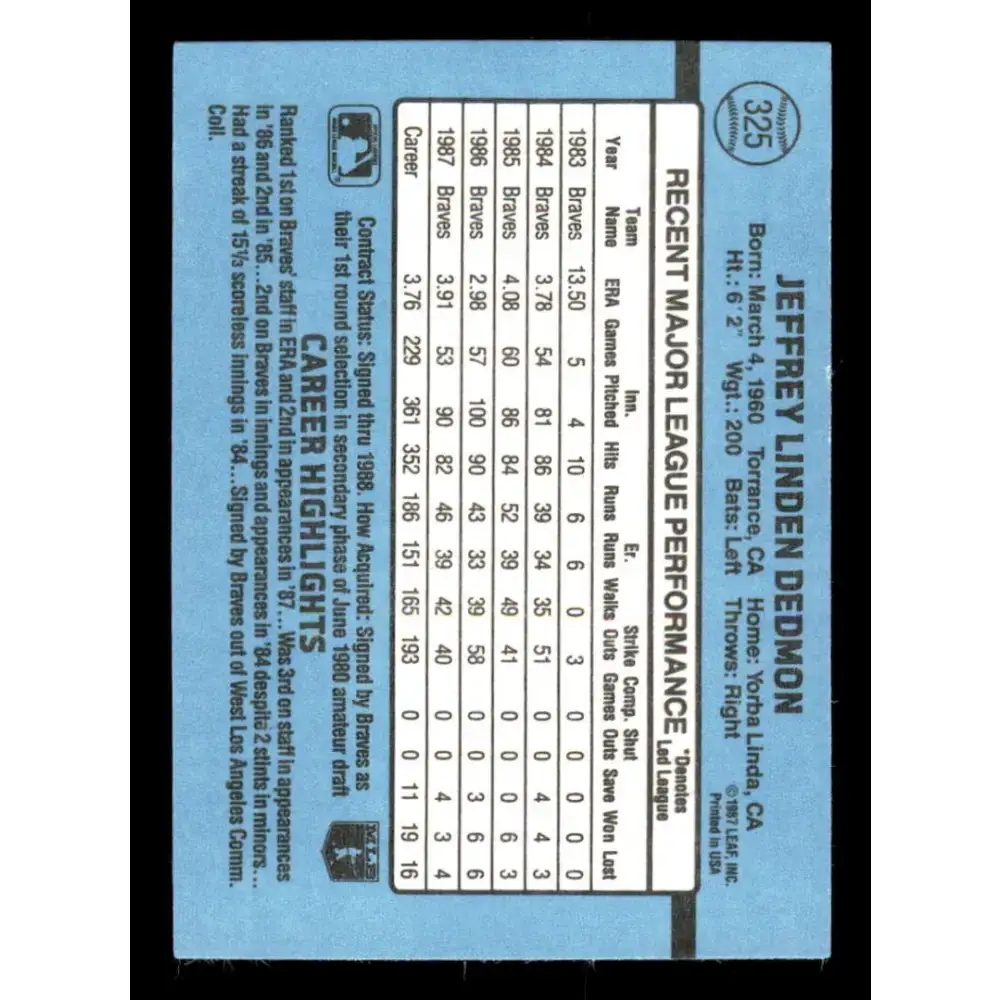 325
JEFFREY LINDEN DEDMON
Born: March 4, 1960 Torrance, CA Home: Yorba Linda, CA
Ht.: 6'2" Wgt.: 200 Bats: Left Throws: Right
© 1987 LEAF, INC.
Printed in USA
RECENT MAJOR LEAGUE PERFORMANCE *Denotes Led League
Year Team Name ERA Games Inn. Pitched Hits Runs Er. Runs Walks Strike Outs Comp. Games Shut Outs Save Won Lost
1983 Braves 13.50 5 4 10 6 6 0 3 0 0 0 0 0
1984 Braves 3.78 54 81 86 39 34 35 51 0 0 4 4 3
1985 Braves 4.08 60 86 84 52 39 49 41 0 0 0 6 3
1986 Braves 2.98 57 100 90 43 33 39 58 0 0 3 6 6
1987 Braves 3.91 53 90 82 46 39 42 40 0 0 4 3 4
Career 3.76 229 361 352 186 151 165 193 0 0 11 19 16
Contract Status: Signed thru 1988. How Acquired: Signed by Braves as
their 1st round selection in secondary phase of June 1980 amateur draft
MLB
CAREER HIGHLIGHTS
Ranked 1st on Braves' staff in ERA and 2nd in appearances in '87...Was 3rd on staff in appearances
in '86 and 2nd in '85...2nd on Braves in innings and appearances in '84 despite 2 stints in minors...
Had a streak of 15⅓ scoreless innings in '84...Signed by Braves out of West Los Angeles Comm.
Coll.